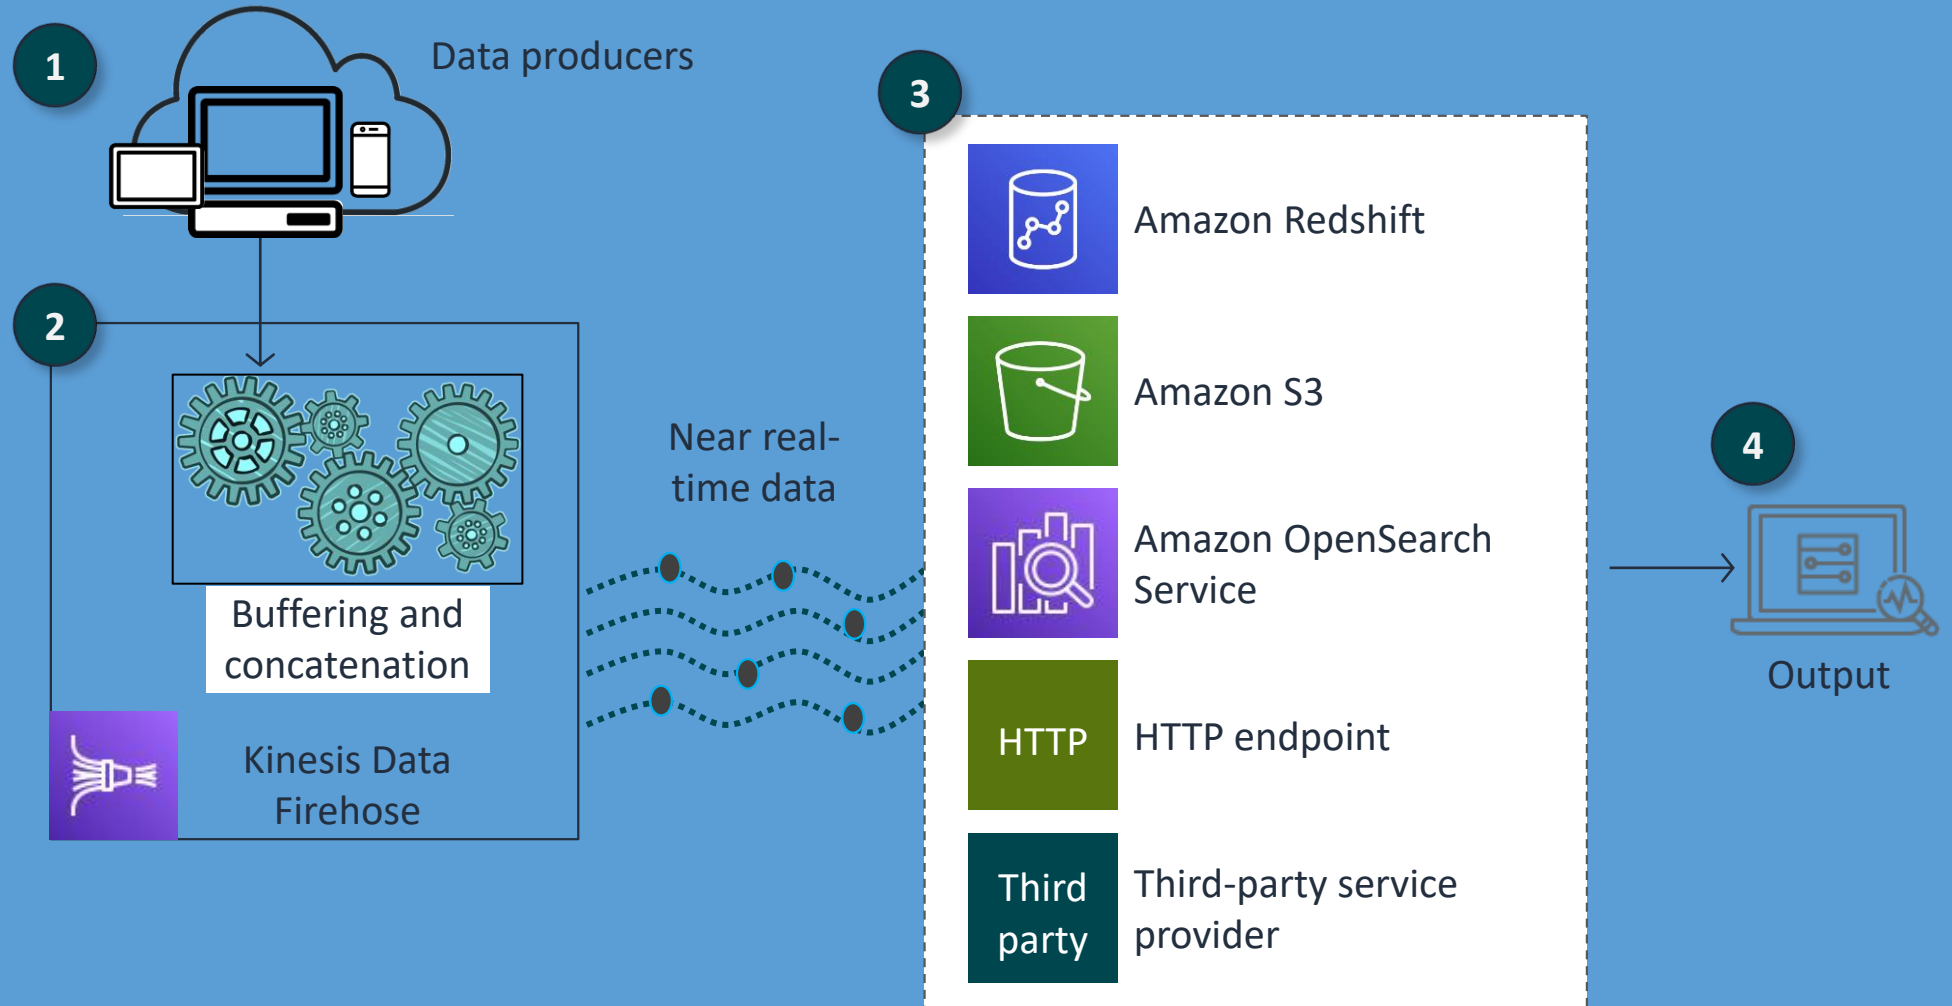 1
Data producers
2
Buffering and
concatenation
Kinesis Data
Firehose
Near real-
time data
3
Amazon Redshift
Amazon S3
Amazon OpenSearch
Service
HTTP
HTTP endpoint
Third
party
Third-party service
provider
4
Output